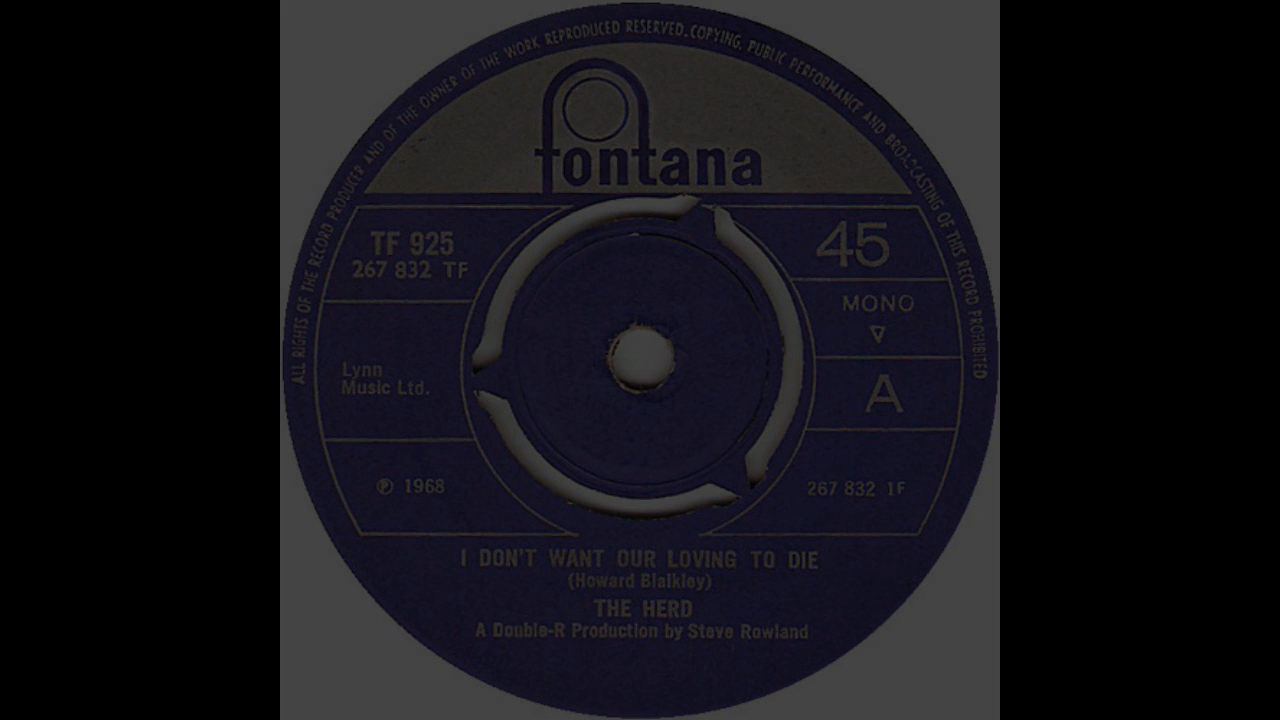 ALL RIGHTS OF THE RECORD PRODUCER AND OF THE OWNER OF THE WORK REPRODUCED RESERVED. COPYING, PUBLIC PERFORMANCE AND BROADCASTING OF THIS RECORD PROHIBITED
fontana
TF 925
267 832 TF
45
MONO
A
Lynn
Music Ltd.
℗ 1968
267 832 1F
I DON'T WANT OUR LOVING TO DIE
(Howard Blaikley)
THE HERD
A Double-R Production by Steve Rowland